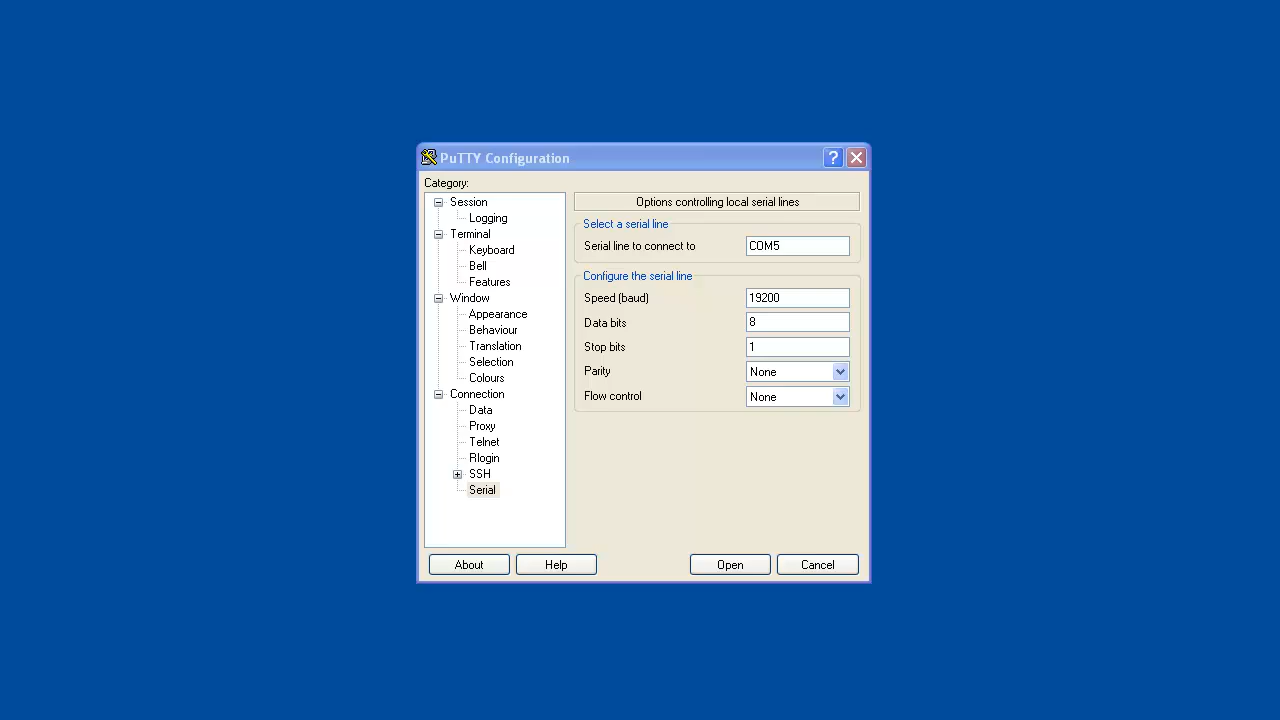 PuTTY Configuration
?
Category:
Session
Logging
Terminal
Keyboard
Bell
Features
Window
Appearance
Behaviour
Translation
Selection
Colours
Connection
Data
Proxy
Telnet
Rlogin
SSH
Serial
Options controlling local serial lines
Select a serial line
Serial line to connect to COM5
Configure the serial line
Speed (baud) 19200
Data bits 8
Stop bits 1
Parity None
Flow control None
About Help Open Cancel